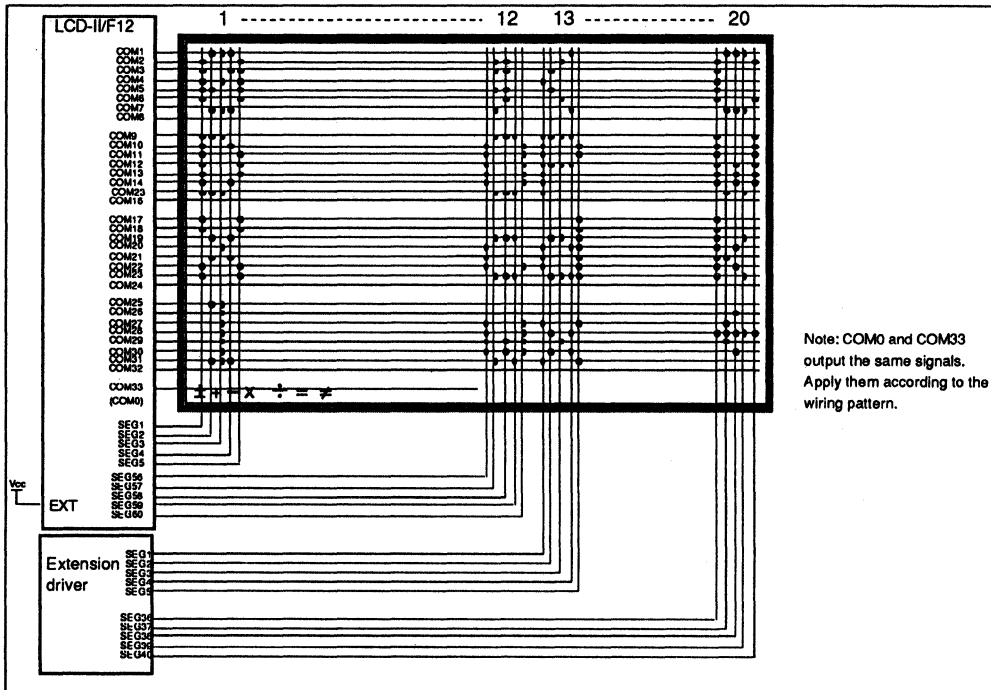 1 - - - - - - - - - - - - - - - - - - - - - - - 12 - - - 13 - - - - - - - - - - - - - 20
LCD-II/F12
COM1
COM2
COM3
COM4
COM5
COM6
COM7
COM8
COM9
COM10
COM11
COM12
COM13
COM14
COM23
COM16
COM17
COM18
COM19
COM20
COM21
COM22
COM23
COM24
COM25
COM26
COM27
COM28
COM29
COM30
COM31
COM32
COM33
(COM0)
± + - x ÷ = ≠
Note: COM0 and COM33
output the same signals.
Apply them according to the
wiring pattern.
SEG1
SEG2
SEG3
SEG4
SEG5
SEG56
SEG57
SEG58
SEG59
SEG60
Vcc
EXT
Extension
driver
SEG1
SEG2
SEG3
SEG4
SEG5
SEG36
SEG37
SEG38
SEG39
SEG40